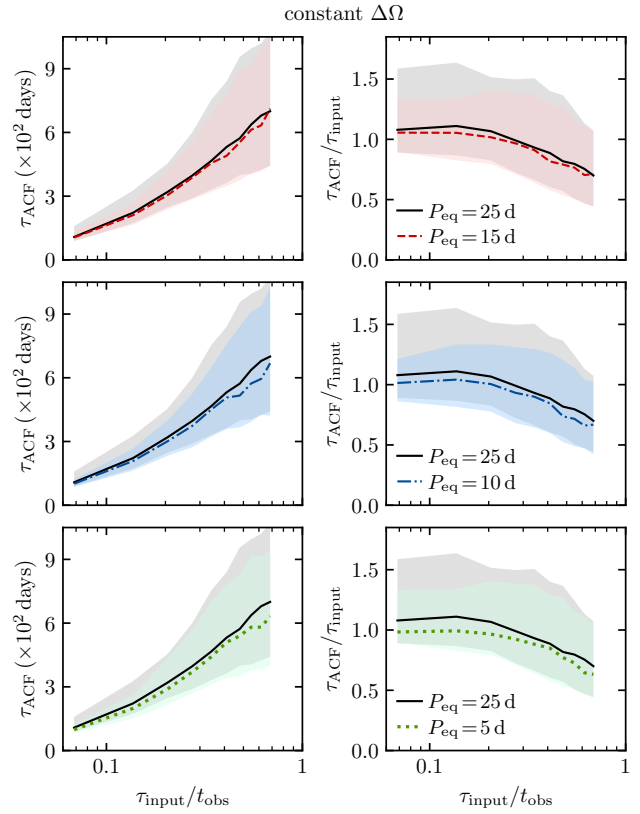 constant ΔΩ
τ_ACF (×10² days)
9
6
3
0
τ_ACF/τ_input
1.5
1.0
0.5
0.0
P_eq = 25 d
P_eq = 15 d
τ_ACF (×10² days)
9
6
3
0
τ_ACF/τ_input
1.5
1.0
0.5
0.0
P_eq = 25 d
P_eq = 10 d
τ_ACF (×10² days)
9
6
3
0
0.1
1
τ_input/t_obs
τ_ACF/τ_input
1.5
1.0
0.5
0.0
P_eq = 25 d
P_eq = 5 d
0.1
1
τ_input/t_obs